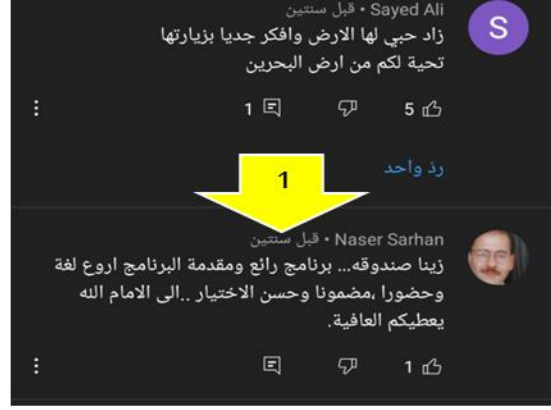 Sayed Ali • قبل سنتين
S
زاد حبي لها الارض وافكر جديا بزيارتها
تحية لكم من ارض البحرين
5
1
رد واحد
1
Naser Sarhan • قبل سنتين
زينا صندوقه... برنامج رائع ومقدمة البرنامج اروع لغة
وحضورا ،مضمونا وحسن الاختيار ..الى الامام الله
يعطيكم العافية.
1